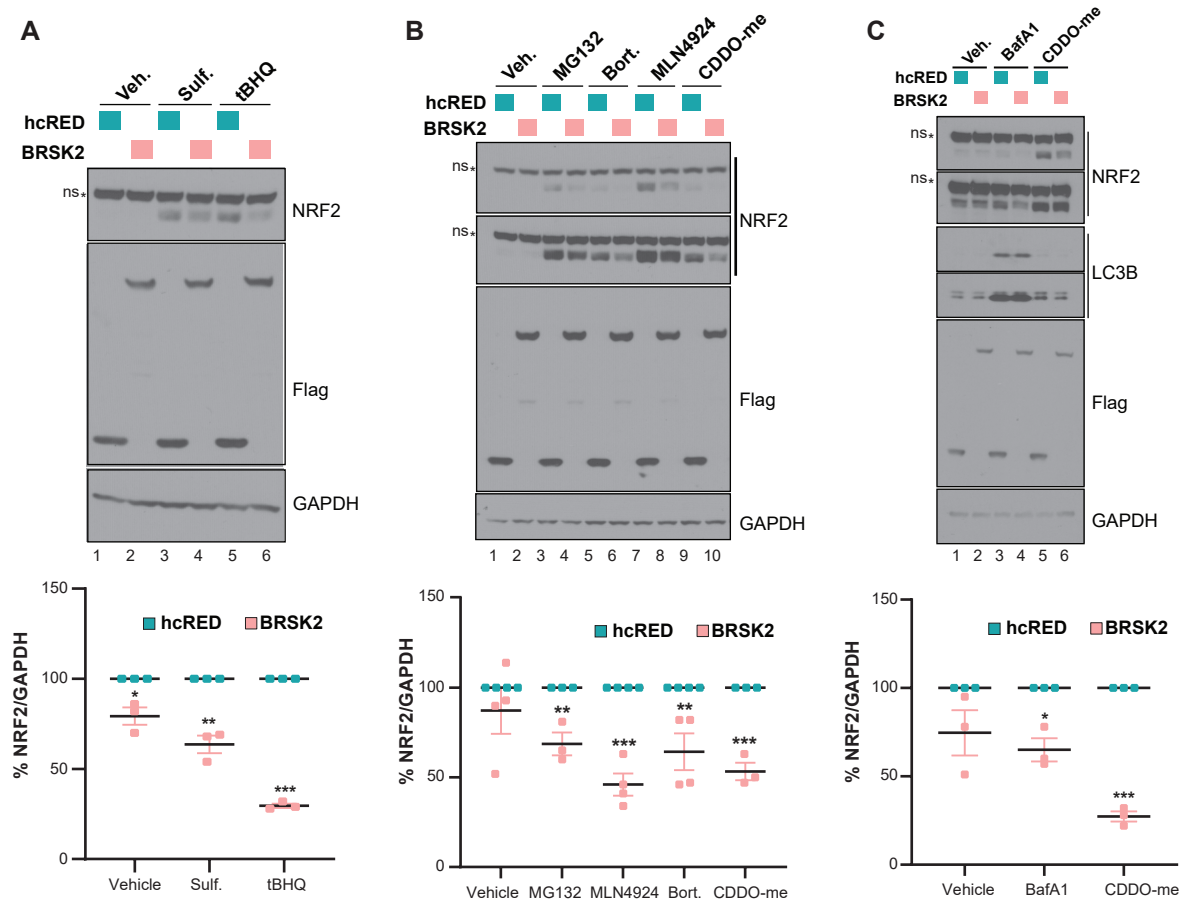 A
Veh. Sulf. tBHQ
hcRED
BRSK2
ns*
NRF2
Flag
GAPDH
1 2 3 4 5 6
150
100
50
0
% NRF2/GAPDH
hcRED BRSK2
*
**
***
Vehicle Sulf. tBHQ
B
Veh. MG132 Bort. MLN4924 CDDO-me
hcRED
BRSK2
ns*
ns*
NRF2
Flag
GAPDH
1 2 3 4 5 6 7 8 9 10
150
100
50
0
% NRF2/GAPDH
hcRED BRSK2
**
***
**
***
Vehicle MG132 MLN4924 Bort. CDDO-me
C
Veh. BafA1 CDDO-me
hcRED
BRSK2
ns*
ns*
NRF2
LC3B
Flag
GAPDH
1 2 3 4 5 6
150
100
50
0
% NRF2/GAPDH
hcRED BRSK2
*
***
Vehicle BafA1 CDDO-me